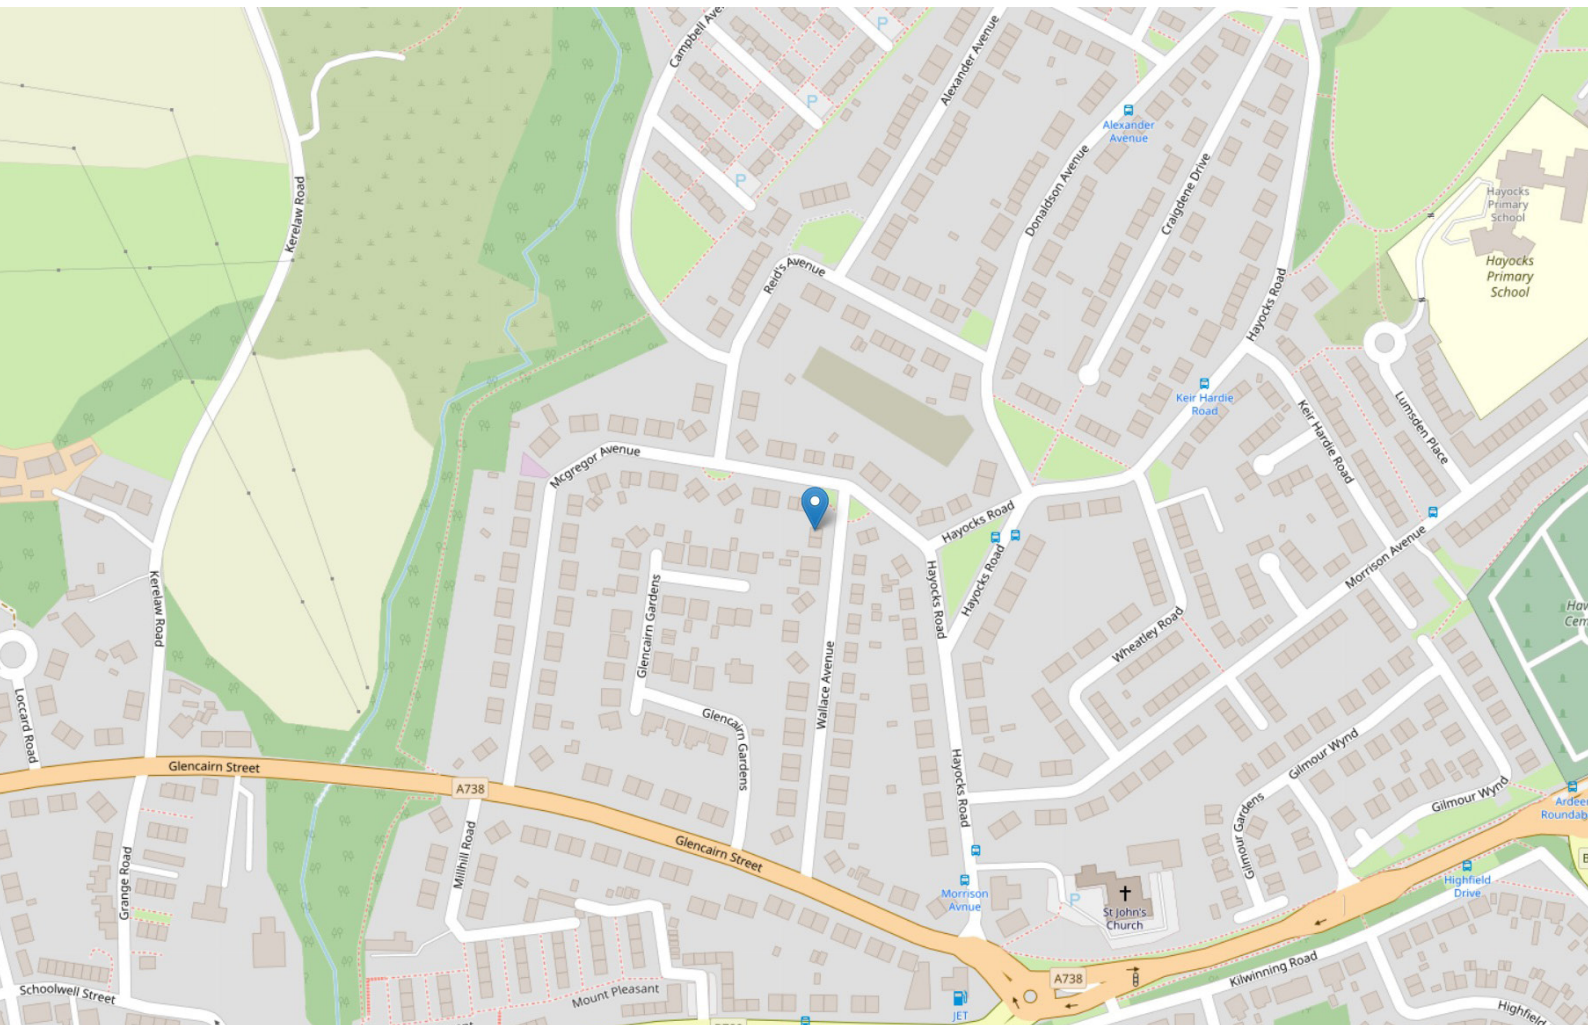 Campbell Ave
Alexander Avenue
P
P
P
Alexander
Avenue
Donaldson Avenue
Craigdene Drive
Kerelaw Road
Hayocks
Primary
School
Hayocks
Primary
School
Reid's Avenue
Hayocks Road
Keir Hardie
Road
Keir Hardie Road
Lumsden Place
Mcgregor Avenue
Hayocks Road
Hayocks Road
Hayocks Road
Morrison Avenue
Kerelaw Road
Glencairn Gardens
Wheatley Road
Wallace Avenue
Loccard Road
Glencairn Gardens
Gilmour Wynd
Glencairn Street
A738
Hayocks Road
Gilmour Wynd
Gilmour Gardens
Glencairn Street
Millhill Road
Grange Road
Morrison
Avnue
P
St John's
Church
Highfield
Drive
A738
Kilwinning Road
Schoolwell Street
Mount Pleasant
JET